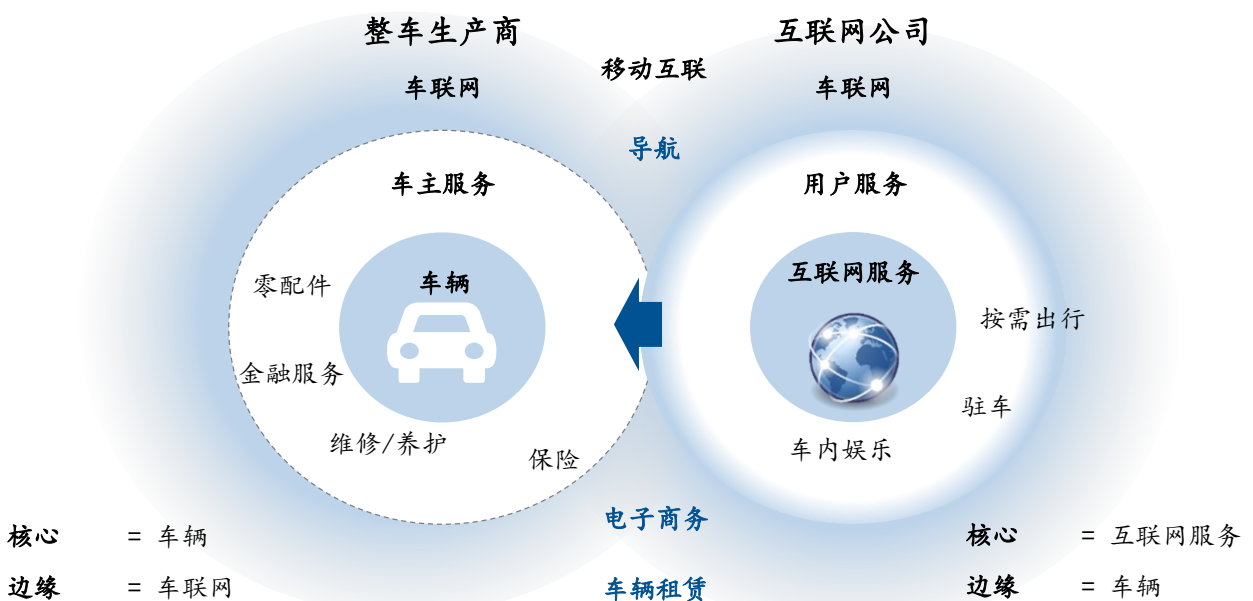 整车生产商
互联网公司
移动互联
车联网
车联网
导航
车主服务
用户服务
车辆
互联网服务
零配件
按需出行
金融服务
驻车
维修/养护
保险
车内娱乐
电子商务
核心 = 车辆
核心 = 互联网服务
边缘 = 车联网
车辆租赁
边缘 = 车辆